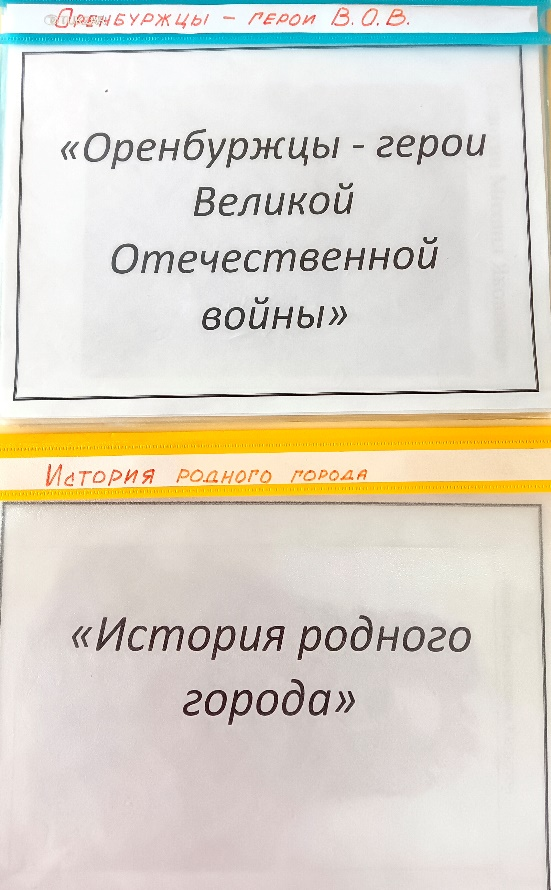 Оренбуржцы – герои В.О.В.
«Оренбуржцы - герои
Великой
Отечественной
войны»
История родного города
«История родного
города»